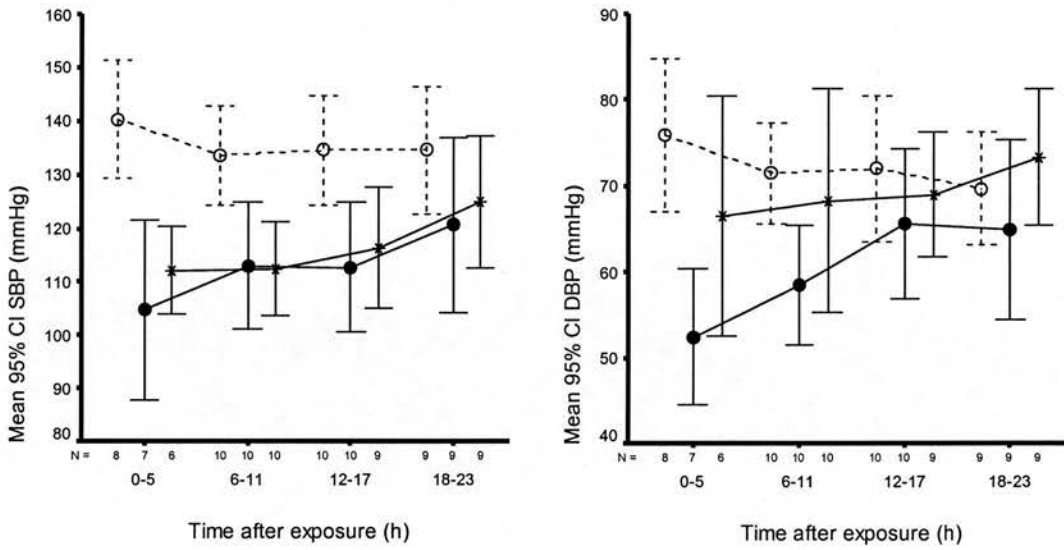 Mean 95% CI SBP (mmHg)
160
150
140
130
120
110
100
90
80
N = 8 7 6 10 10 10 10 10 9 9 9 9
0-5 6-11 12-17 18-23
Time after exposure (h)
Mean 95% CI DBP (mmHg)
90
80
70
60
50
40
N = 8 7 6 10 10 10 10 10 9 9 9 9
0-5 6-11 12-17 18-23
Time after exposure (h)